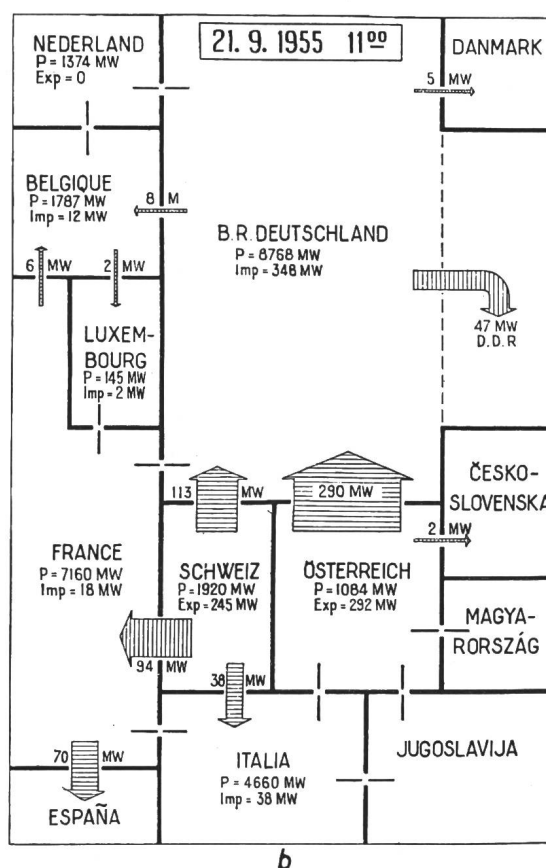 21. 9. 1955 11⁰⁰
NEDERLAND
P = 1374 MW
Exp = 0
DANMARK
5 MW
BELGIQUE
P = 1787 MW
Imp = 12 MW
8 M
B.R. DEUTSCHLAND
P = 8768 MW
Imp = 348 MW
6 MW
2 MW
47 MW
D.D.R
LUXEM-
BOURG
P = 145 MW
Imp = 2 MW
113 MW
290 MW
ČESKO-
SLOVENSKA
2 MW
FRANCE
P = 7160 MW
Imp = 18 MW
SCHWEIZ
P = 1920 MW
Exp = 245 MW
ÖSTERREICH
P = 1084 MW
Exp = 292 MW
MAGYA-
RORSZÁG
94 MW
38 MW
70 MW
ITALIA
P = 4660 MW
Imp = 38 MW
JUGOSLAVIJA
ESPAÑA
b